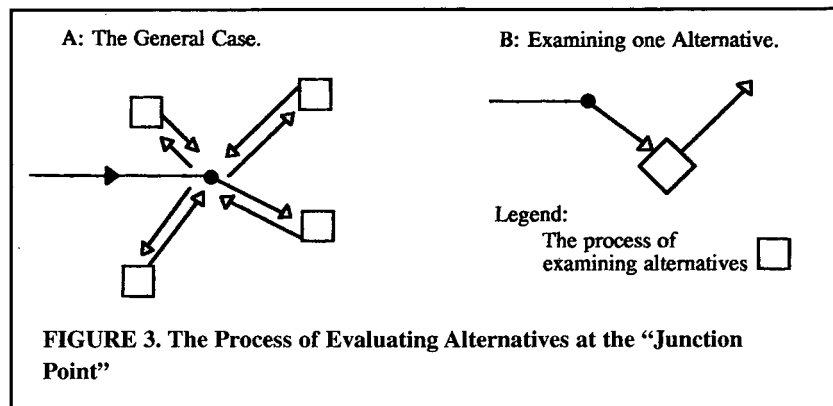 A: The General Case.
B: Examining one Alternative.
Legend:
The process of
examining alternatives
FIGURE 3. The Process of Evaluating Alternatives at the “Junction
Point”